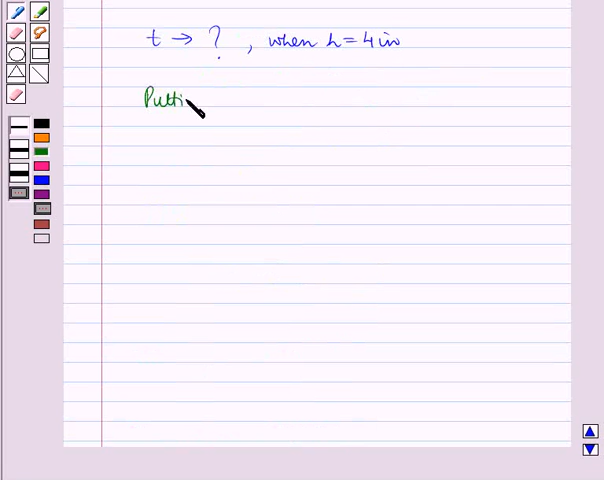 t → ? , when h = 4 in
Putti